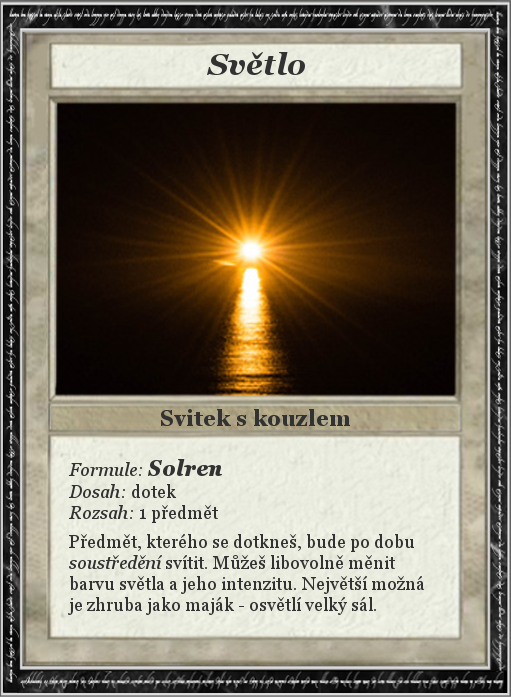 Světlo
Svitek s kouzlem
Formule: Solren
Dosah: dotek
Rozsah: 1 předmět
Předmět, kterého se dotkneš, bude po dobu
soustředění svítit. Můžeš libovolně měnit
barvu světla a jeho intenzitu. Největší možná
je zhruba jako maják - osvětlí velký sál.